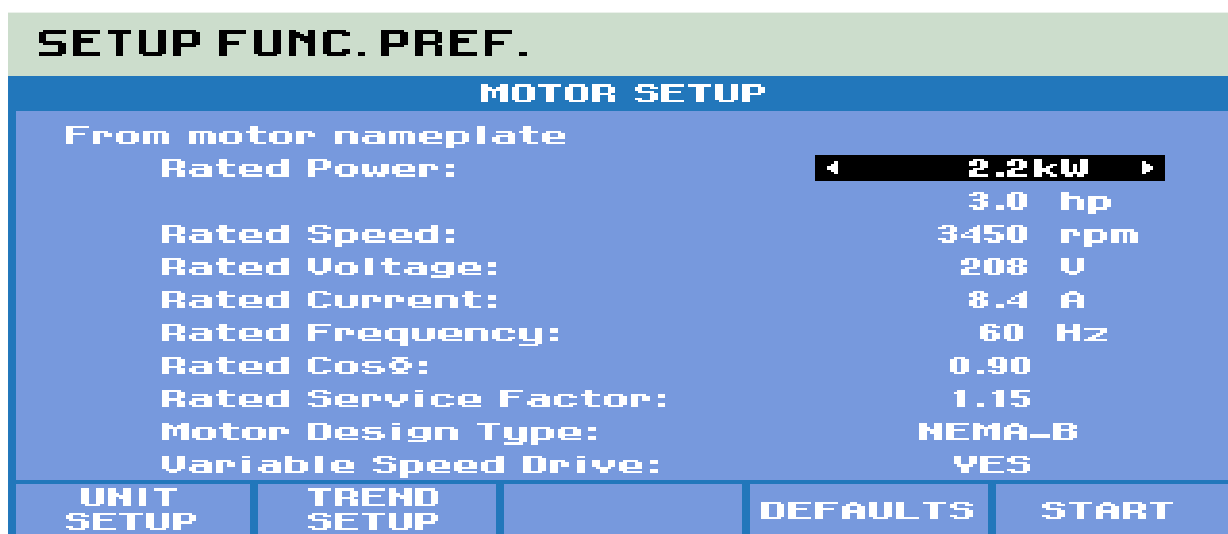 SETUP FUNC. PREF.
MOTOR SETUP
From motor nameplate
Rated Power: 2.2kW
3.0 hp
Rated Speed: 3450 rpm
Rated Voltage: 208 V
Rated Current: 8.4 A
Rated Frequency: 60 Hz
Rated CosΦ: 0.90
Rated Service Factor: 1.15
Motor Design Type: NEMA-B
Variable Speed Drive: YES
UNIT SETUP TREND SETUP DEFAULTS START